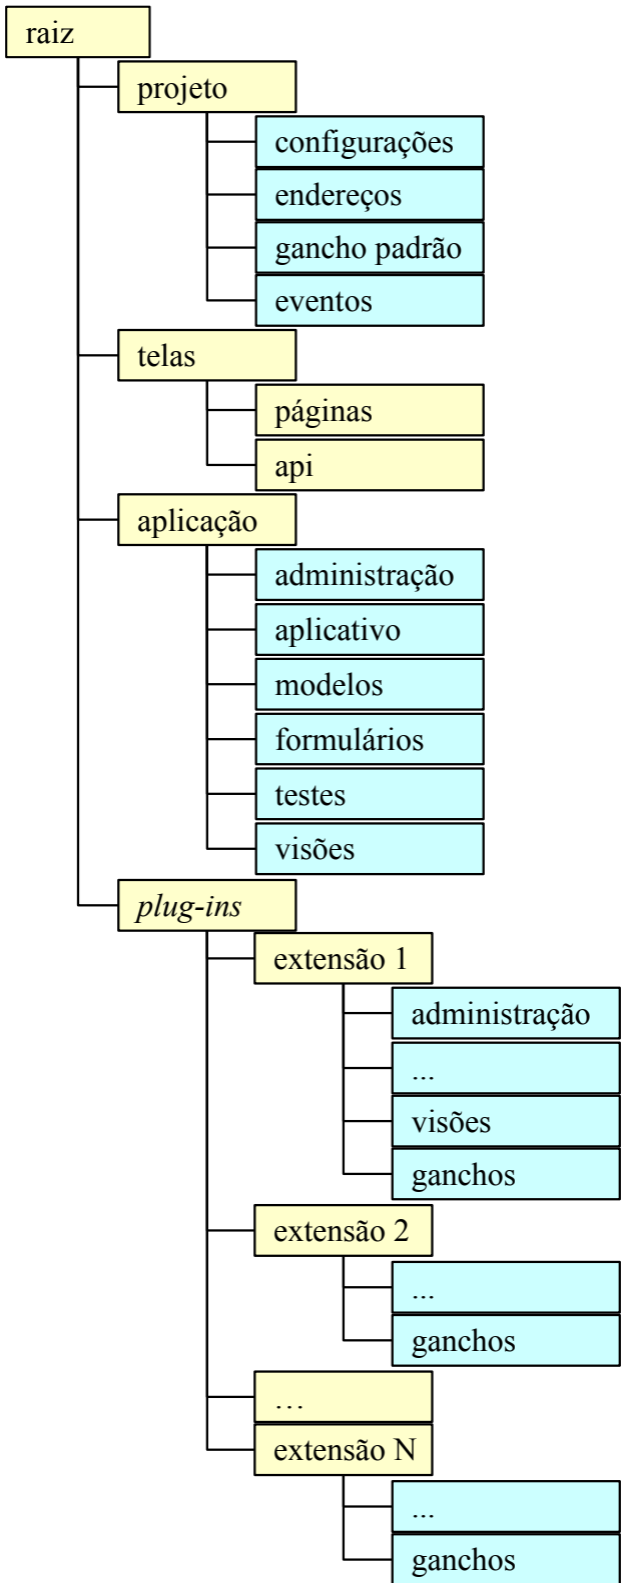 raiz
projeto
configurações
endereços
gancho padrão
eventos
telas
páginas
api
aplicação
administração
aplicativo
modelos
formulários
testes
visões
plug-ins
extensão 1
administração
...
visões
ganchos
extensão 2
...
ganchos
…
extensão N
...
ganchos